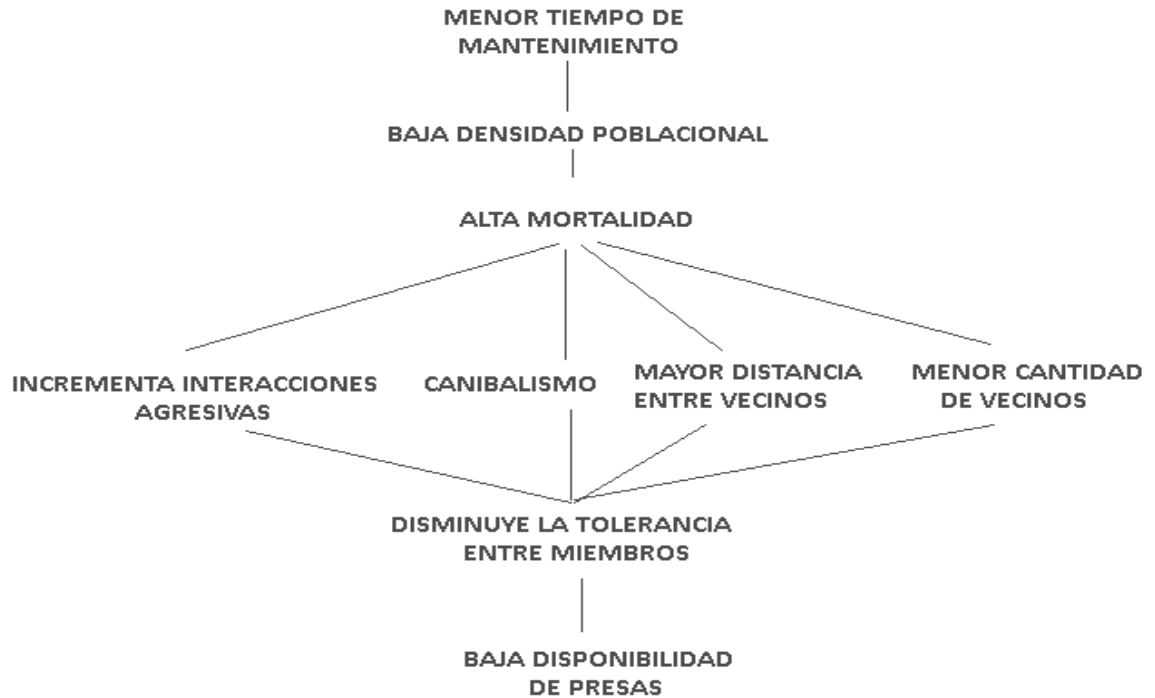 MENOR TIEMPO DE
MANTENIMIENTO
BAJA DENSIDAD POBLACIONAL
ALTA MORTALIDAD
INCREMENTA INTERACCIONES
AGRESIVAS
CANIBALISMO
MAYOR DISTANCIA
ENTRE VECINOS
MENOR CANTIDAD
DE VECINOS
DISMINUYE LA TOLERANCIA
ENTRE MIEMBROS
BAJA DISPONIBILIDAD
DE PRESAS